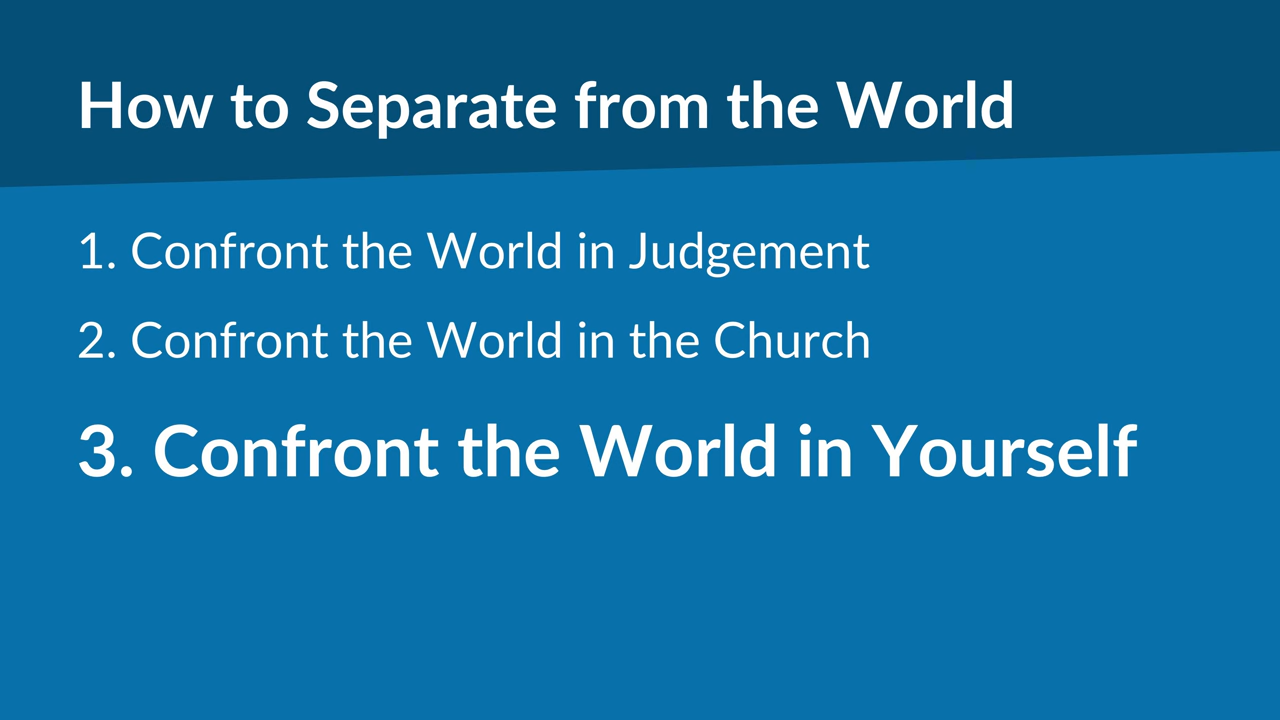 How to Separate from the World
1. Confront the World in Judgement
2. Confront the World in the Church
3. Confront the World in Yourself